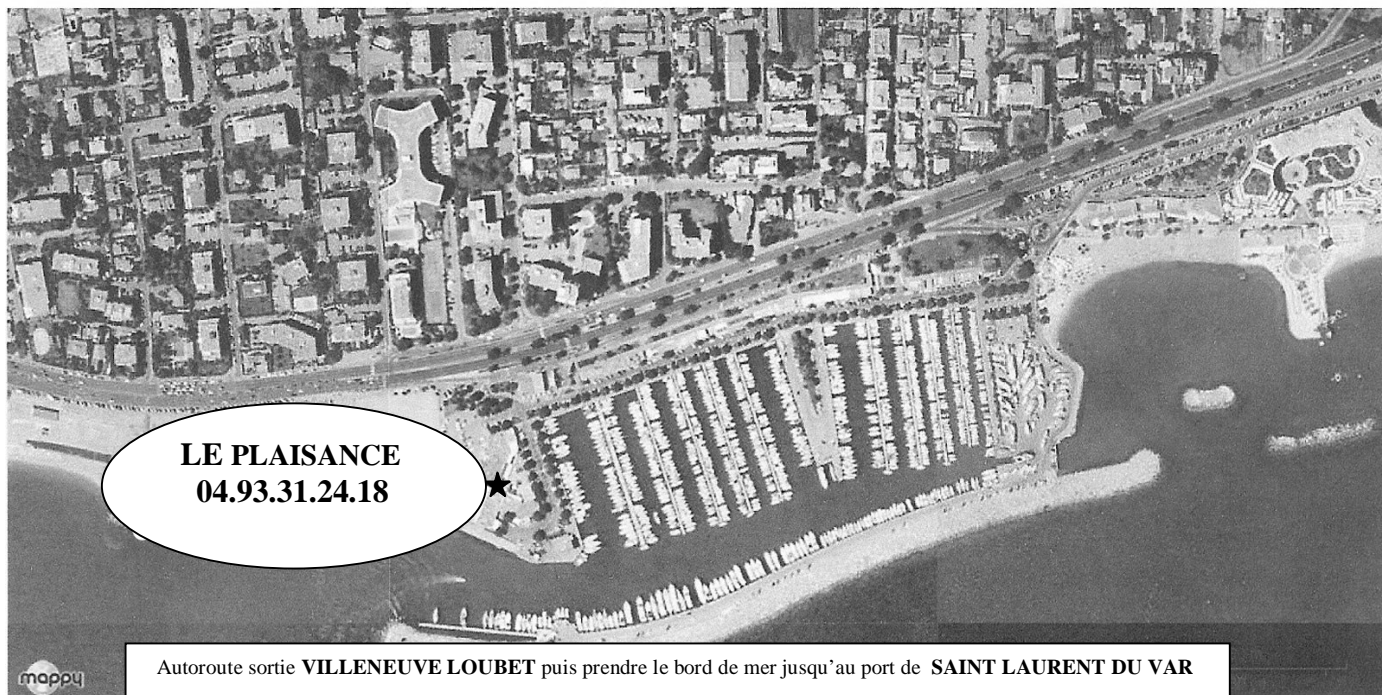 LE PLAISANCE
04.93.31.24.18
Autoroute sortie VILLENEUVE LOUBET puis prendre le bord de mer jusqu'au port de SAINT LAURENT DU VAR
mappy